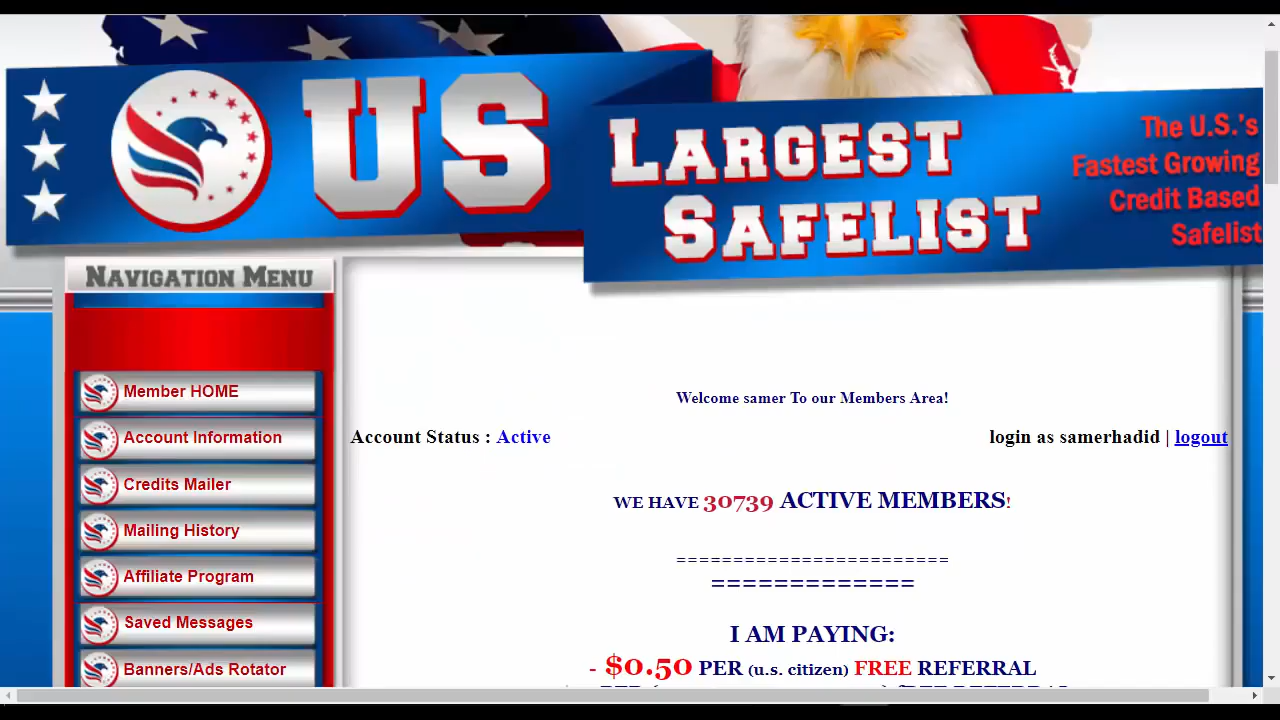 US
LARGEST
SAFELIST
The U.S.'s
Fastest Growing
Credit Based
Safelist
NAVIGATION MENU
Member HOME
Account Information
Credits Mailer
Mailing History
Affiliate Program
Saved Messages
Banners/Ads Rotator
Welcome samer To our Members Area!
Account Status : Active
login as samerhadid | logout
WE HAVE 30739 ACTIVE MEMBERS!
========================
=============
I AM PAYING:
- $0.50 PER (u.s. citizen) FREE REFERRAL